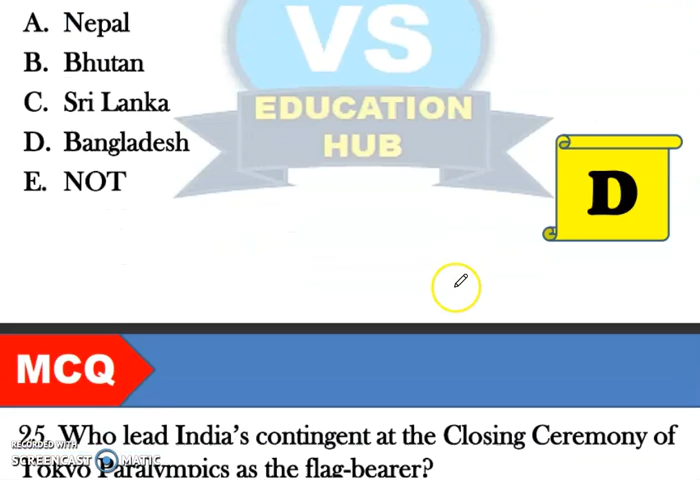 A. Nepal
B. Bhutan
C. Sri Lanka
D. Bangladesh
E. NOT
VS
EDUCATION
HUB
D
MCQ
25. Who lead India's contingent at the Closing Ceremony of
Tokyo Paralympics as the flag-bearer?
RECORDED WITH
SCREENCAST MATIC